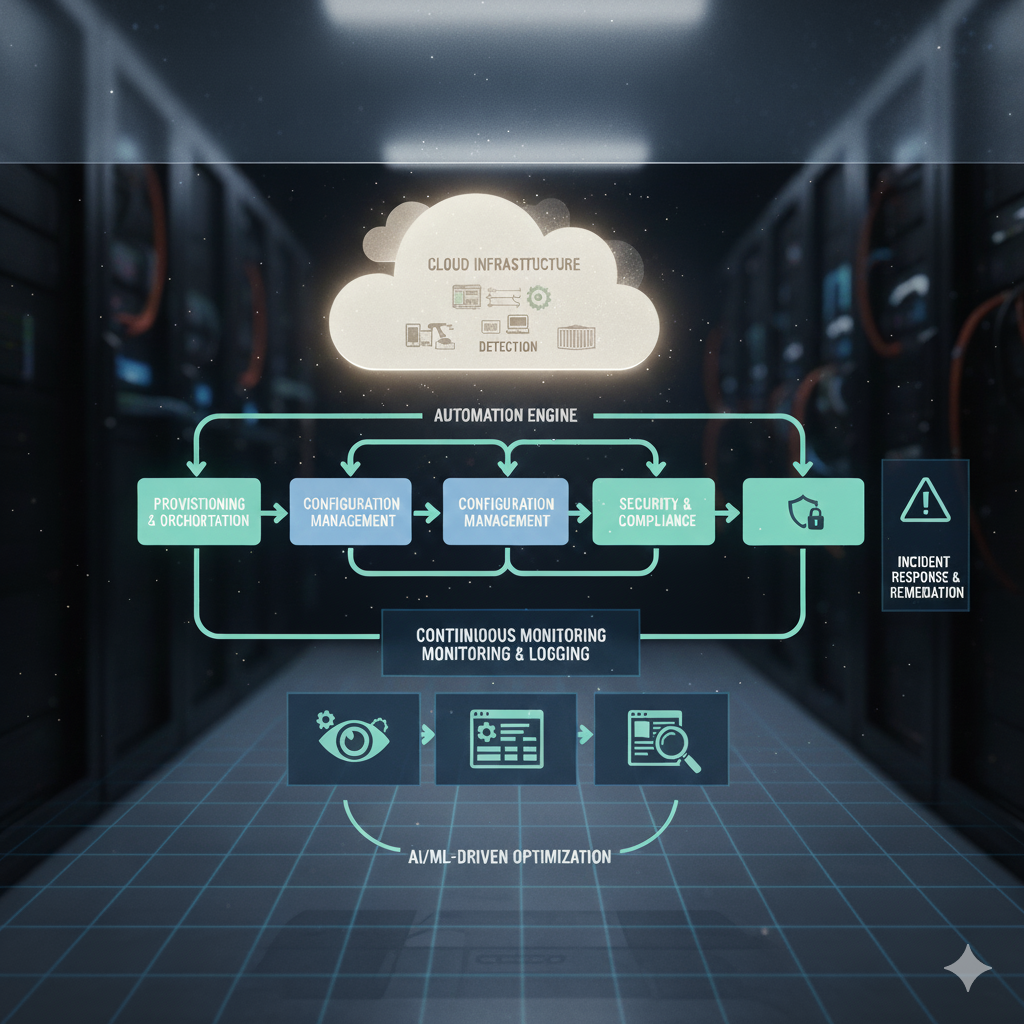 CLOUD INFRASTTUCTURE
DETECTION
AUTOMATION ENGINE
PROVISTIONING
& ORCHORTATION
CONFIGURATION
MANAGEMENT
CONFIGURATION
MANAGEMENT
SECURITY &
COMPLIANCE
INCIDENT
RESPONSE &
REMEDATION
CONTIINUOUS MONITORING
MONITORING & LOGGING
AI/ML-DRIVEN OPTIMIZATION